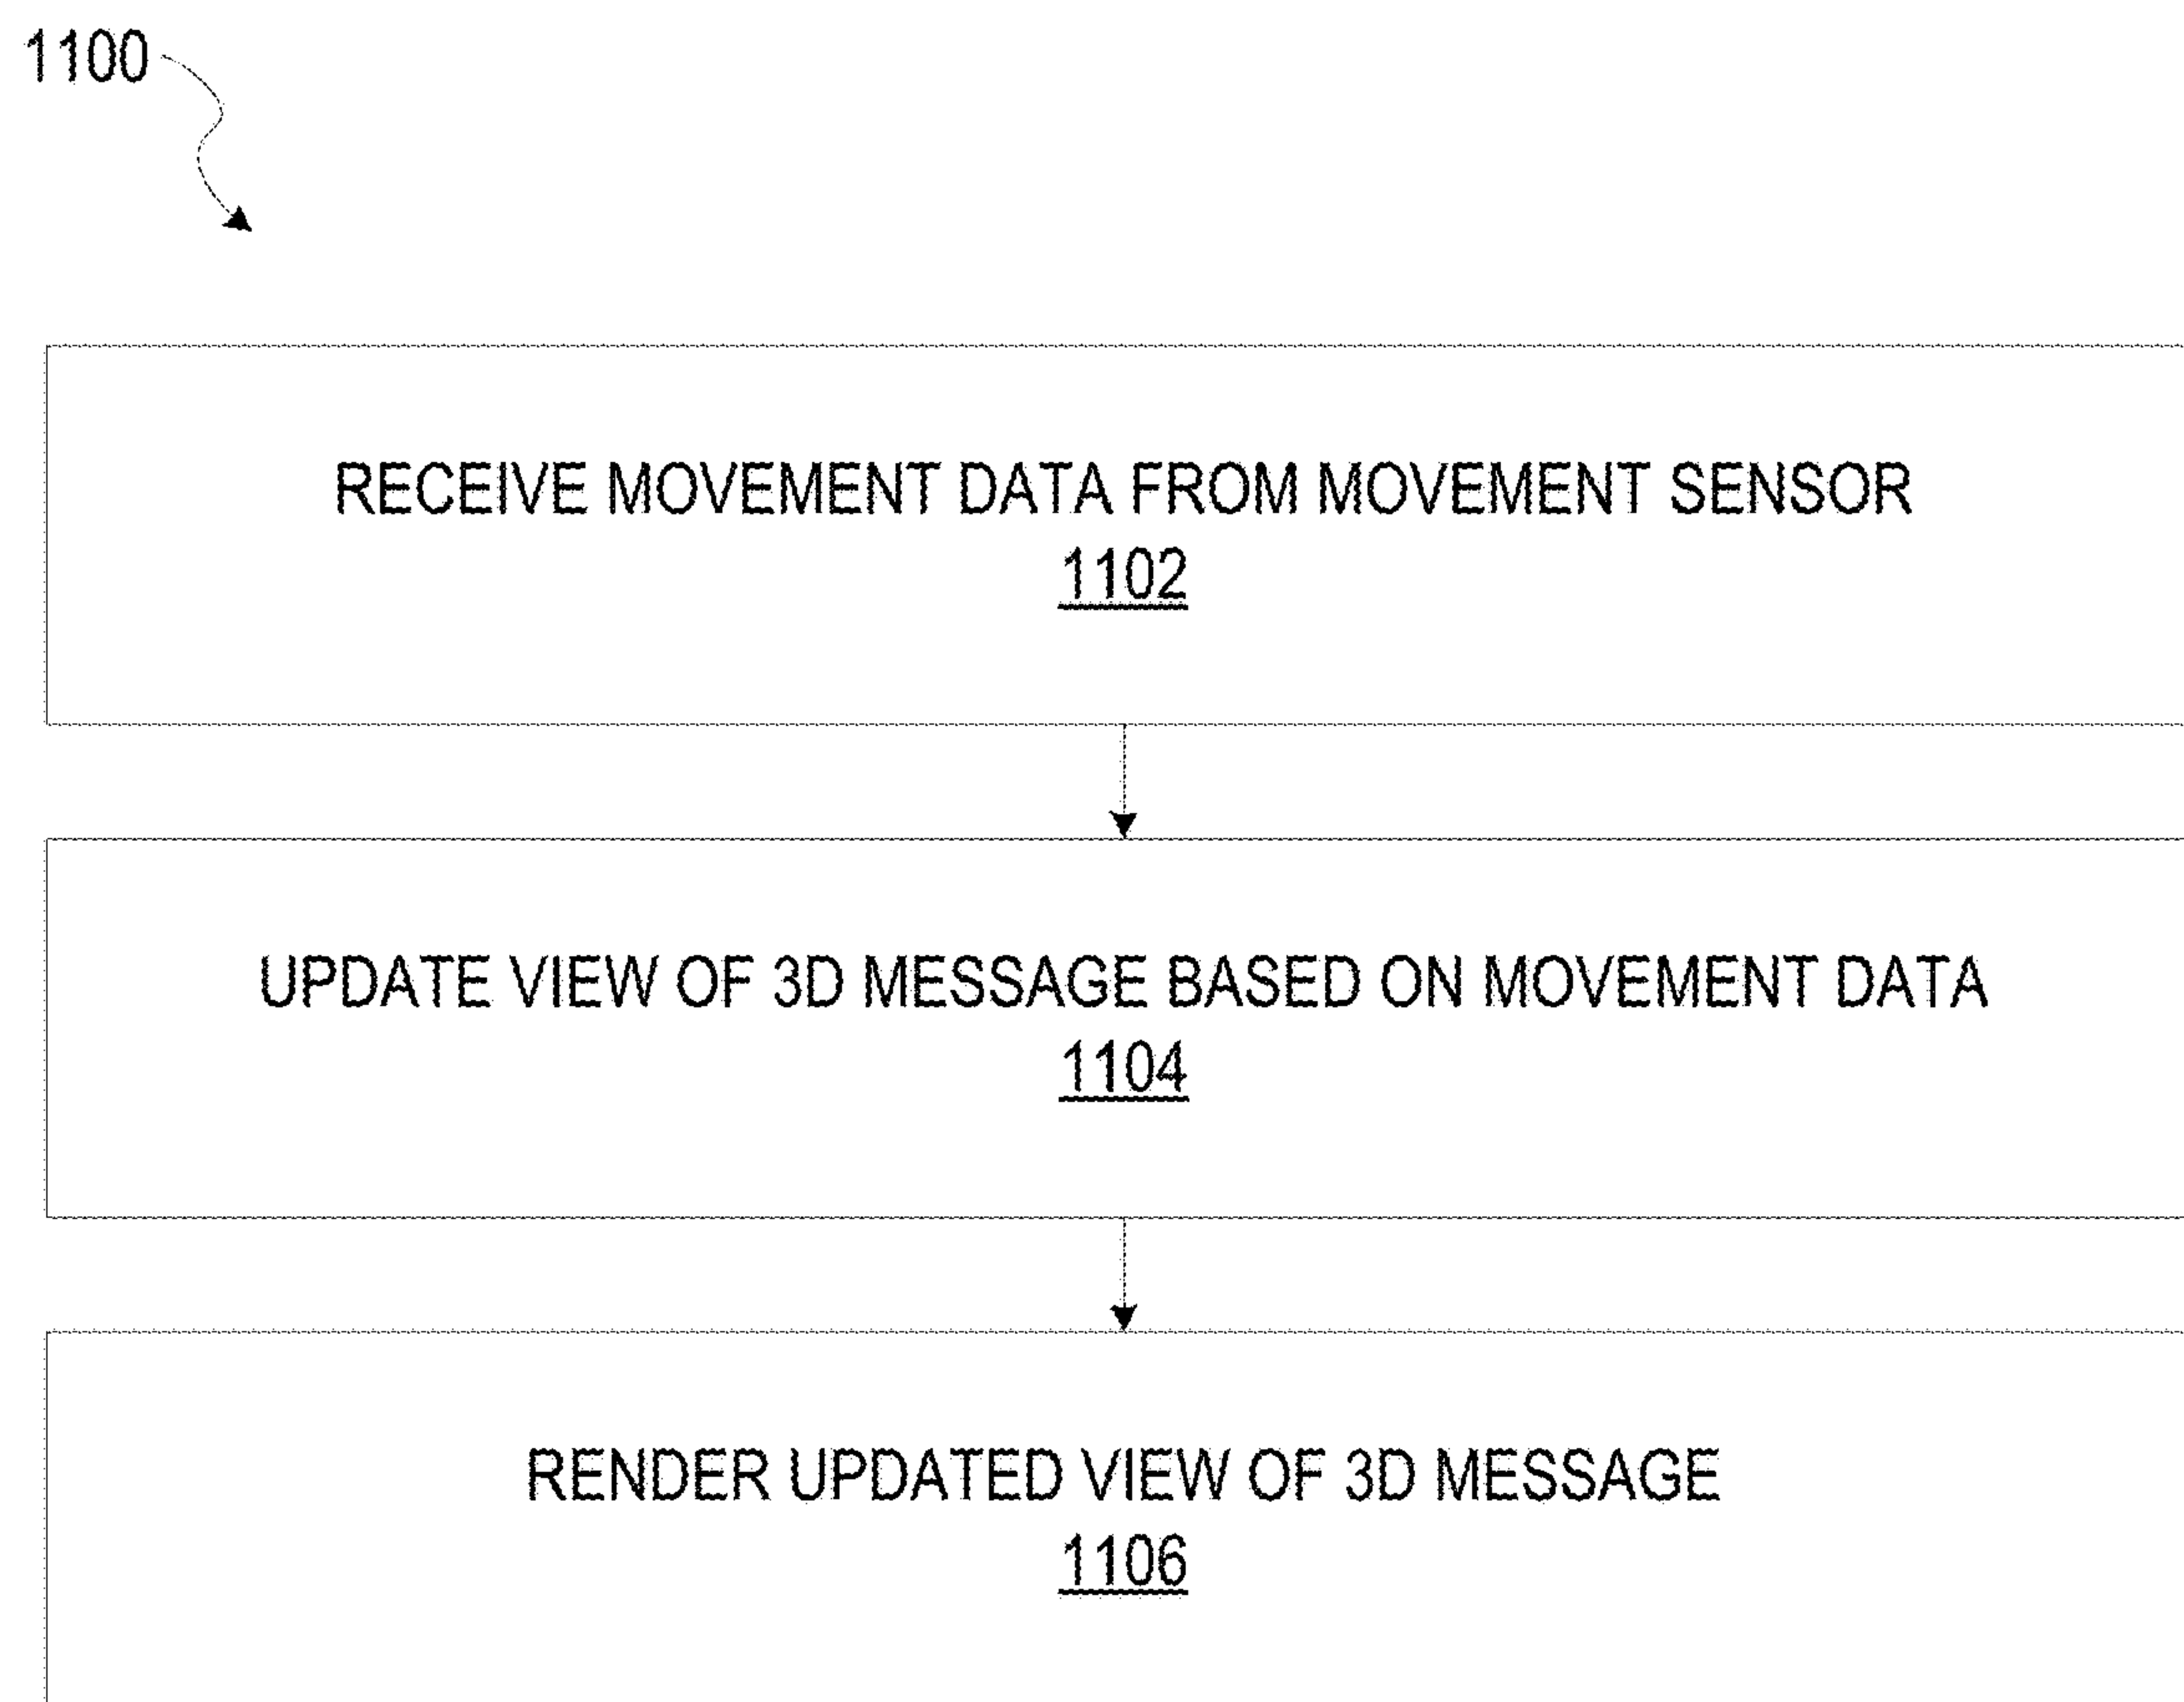 1100
RECEIVE MOVEMENT DATA FROM MOVEMENT SENSOR
1102
UPDATE VIEW OF 3D MESSAGE BASED ON MOVEMENT DATA
1104
RENDER UPDATED VIEW OF 3D MESSAGE
1106